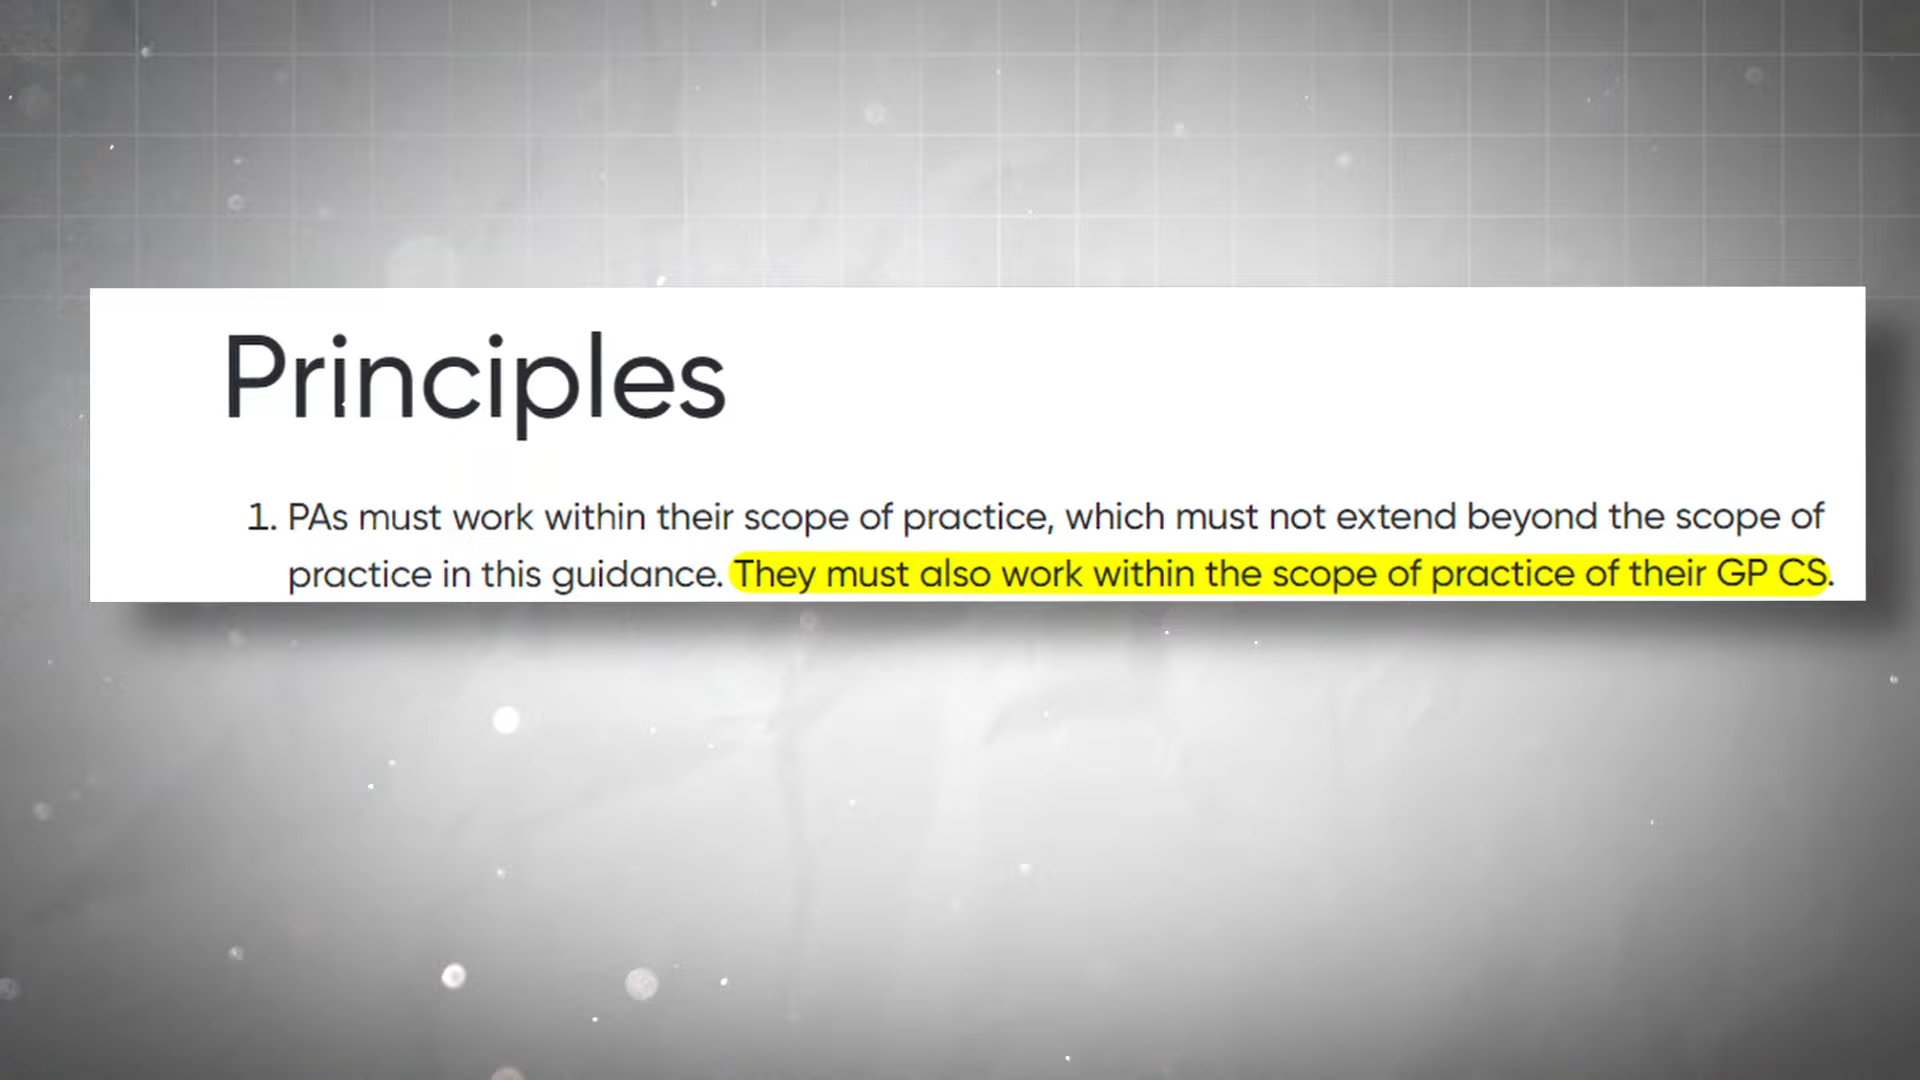 Principles
1. PAs must work within their scope of practice, which must not extend beyond the scope of
practice in this guidance. They must also work within the scope of practice of their GP CS.